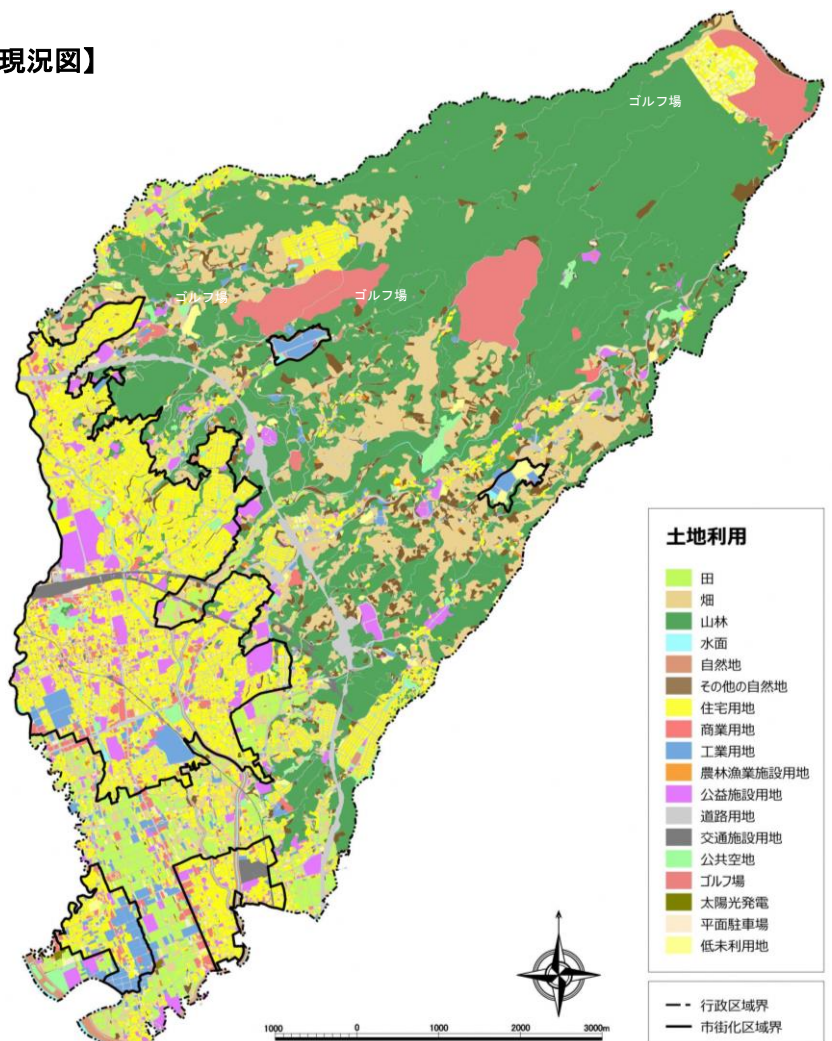 現況図】
ゴルフ場
ゴルフ場
ゴルフ場
土地利用
田
畑
山林
水面
自然地
その他の自然地
住宅用地
商業用地
工業用地
農林漁業施設用地
公益施設用地
道路用地
交通施設用地
公共空地
ゴルフ場
太陽光発電
平面駐車場
低未利用地
行政区域界
市街化区域界
1000 0 1000 2000 3000m